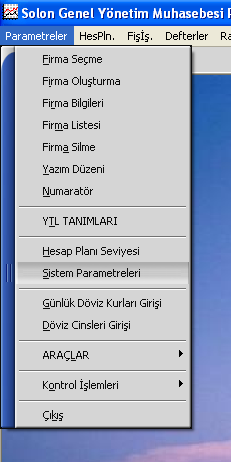 Solon Genel Yönetim Muhasebesi
Parametreler HesPln. Fişİş. Defterler
Firma Seçme
Firma Oluşturma
Firma Bilgileri
Firma Listesi
Firma Silme
Yazım Düzeni
Numaratör
YTL TANIMLARI
Hesap Planı Seviyesi
Sistem Parametreleri
Günlük Döviz Kurları Girişi
Döviz Cinsleri Girişi
ARAÇLAR
Kontrol İşlemleri
Çıkış